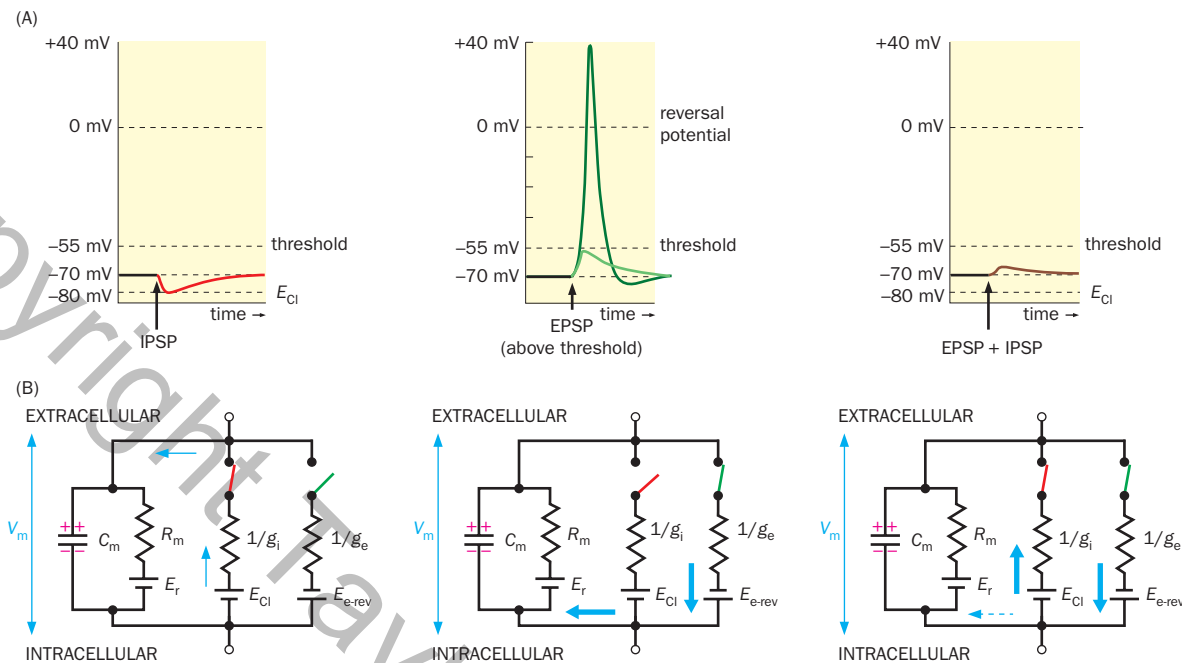 (A)
+40 mV
0 mV
–55 mV
–70 mV
–80 mV
threshold
E_Cl
time →
IPSP
+40 mV
0 mV
–55 mV
–70 mV
reversal
potential
threshold
time →
EPSP
(above threshold)
+40 mV
0 mV
–55 mV
–70 mV
–80 mV
threshold
E_Cl
time →
EPSP + IPSP
(B)
EXTRACELLULAR
V_m
++
––
C_m
R_m
1/g_i
1/g_e
E_r
E_Cl
E_e-rev
INTRACELLULAR
EXTRACELLULAR
V_m
++
––
C_m
R_m
1/g_i
1/g_e
E_r
E_Cl
E_e-rev
INTRACELLULAR
EXTRACELLULAR
V_m
++
––
C_m
R_m
1/g_i
1/g_e
E_r
E_Cl
E_e-rev
INTRACELLULAR